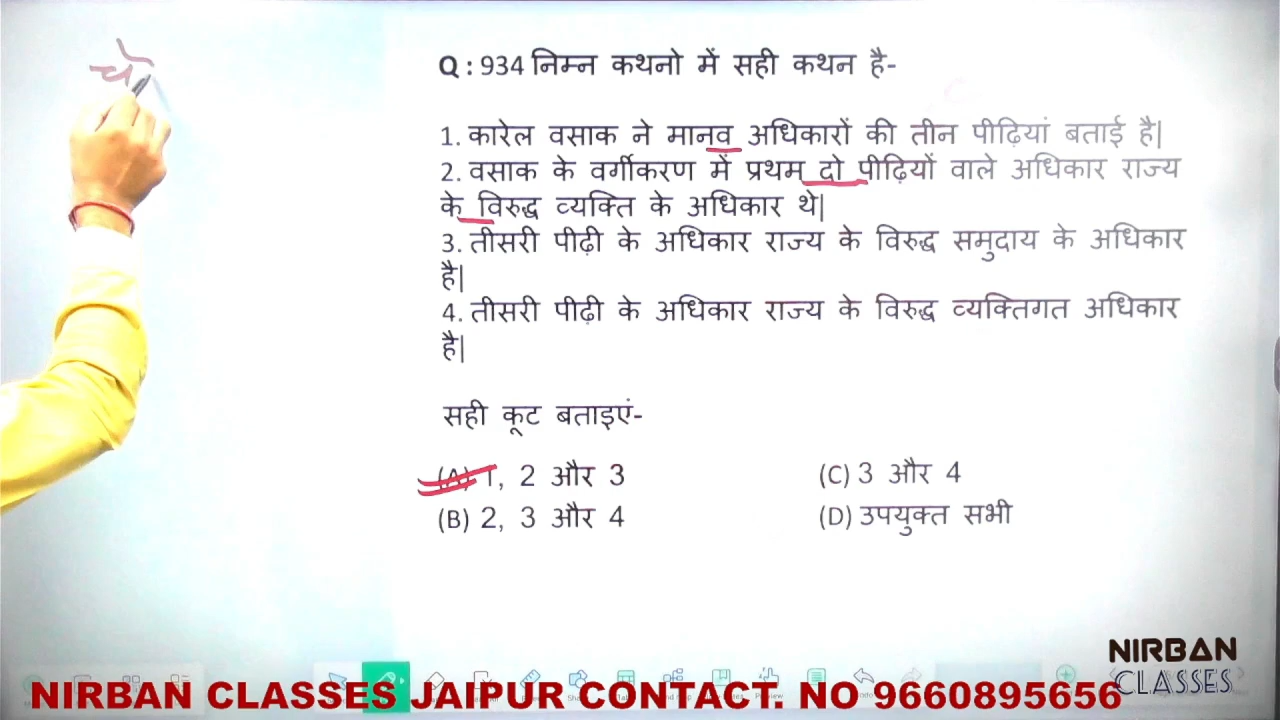 Q : 934 निम्न कथनो में सही कथन है-
1. कारेल वसाक ने मानव अधिकारों की तीन पीढ़ियां बताई है|
2. वसाक के वर्गीकरण में प्रथम दो पीढ़ियों वाले अधिकार राज्य
के विरुद्ध व्यक्ति के अधिकार थे|
3. तीसरी पीढ़ी के अधिकार राज्य के विरुद्ध समुदाय के अधिकार
है|
4. तीसरी पीढ़ी के अधिकार राज्य के विरुद्ध व्यक्तिगत अधिकार
है|
सही कूट बताइएं-
(A) 1, 2 और 3
(B) 2, 3 और 4
(C) 3 और 4
(D) उपयुक्त सभी
NIRBAN
CLASSES
NIRBAN CLASSES JAIPUR CONTACT. NO 9660895656